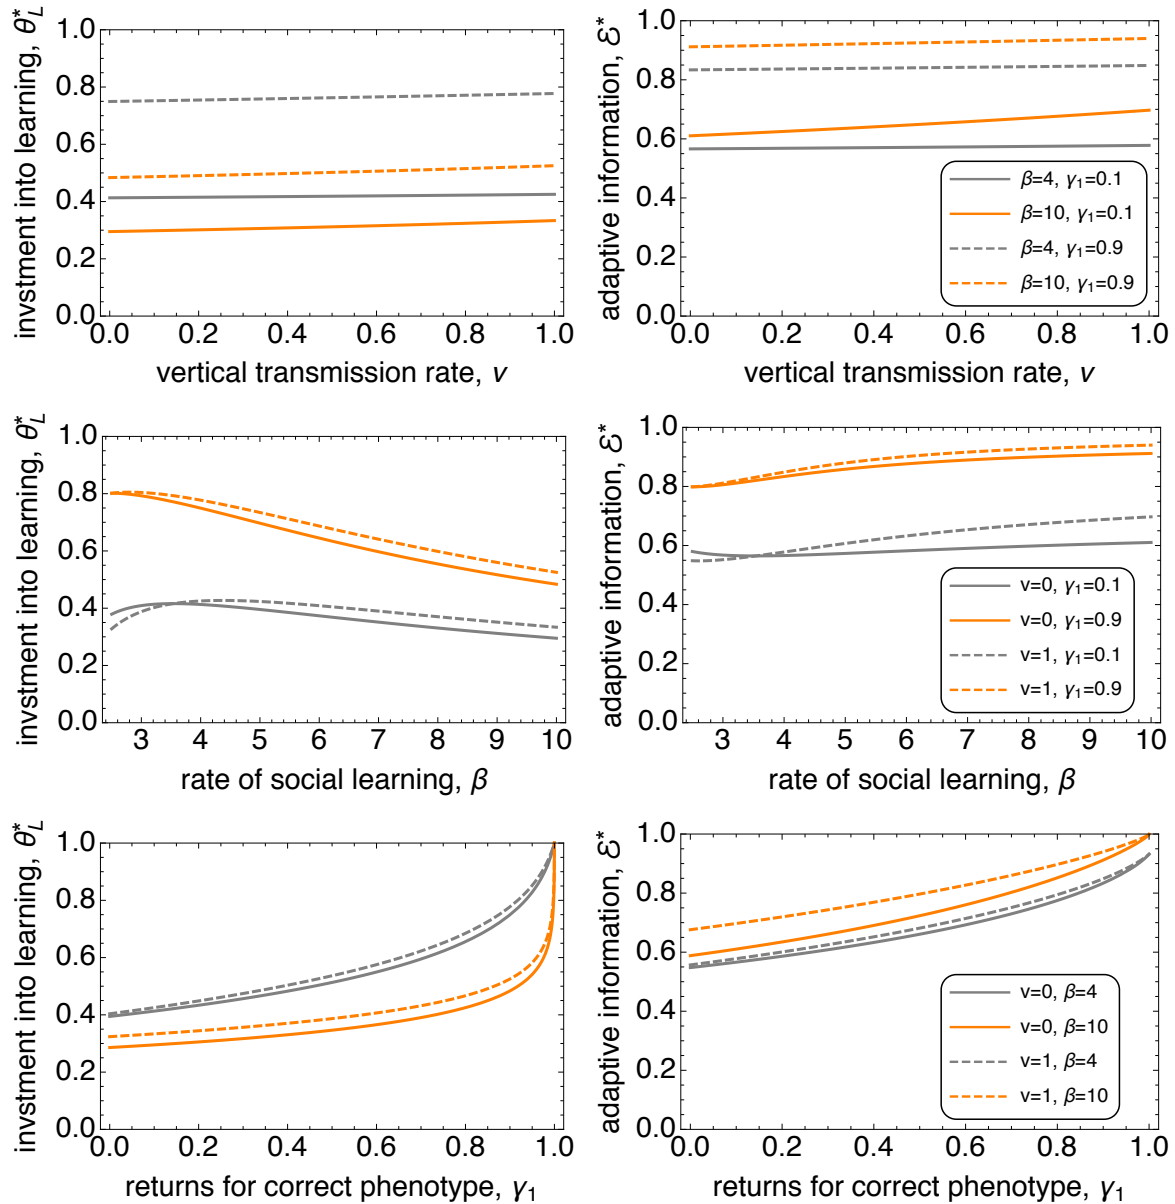 invstment into learning, θ*L
1.0
0.8
0.6
0.4
0.2
0.0
0.0 0.2 0.4 0.6 0.8 1.0
vertical transmission rate, v
adaptive information, ℰ*
1.0
0.8
0.6
0.4
0.2
0.0
β=4, γ1=0.1
β=10, γ1=0.1
β=4, γ1=0.9
β=10, γ1=0.9
0.0 0.2 0.4 0.6 0.8 1.0
vertical transmission rate, v
invstment into learning, θ*L
1.0
0.8
0.6
0.4
0.2
0.0
3 4 5 6 7 8 9 10
rate of social learning, β
adaptive information, ℰ*
1.0
0.8
0.6
0.4
0.2
0.0
v=0, γ1=0.1
v=0, γ1=0.9
v=1, γ1=0.1
v=1, γ1=0.9
3 4 5 6 7 8 9 10
rate of social learning, β
invstment into learning, θ*L
1.0
0.8
0.6
0.4
0.2
0.0
0.0 0.2 0.4 0.6 0.8 1.0
returns for correct phenotype, γ1
adaptive information, ℰ*
1.0
0.8
0.6
0.4
0.2
0.0
v=0, β=4
v=0, β=10
v=1, β=4
v=1, β=10
0.0 0.2 0.4 0.6 0.8 1.0
returns for correct phenotype, γ1